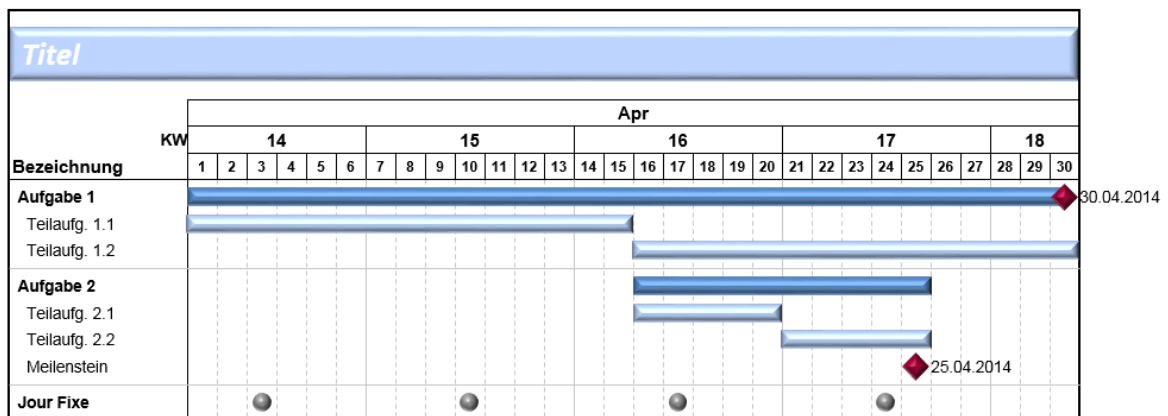 Titel
Apr
KW 14 15 16 17 18
Bezeichnung 1 2 3 4 5 6 7 8 9 10 11 12 13 14 15 16 17 18 19 20 21 22 23 24 25 26 27 28 29 30
Aufgabe 1 30.04.2014
Teilaufg. 1.1
Teilaufg. 1.2
Aufgabe 2
Teilaufg. 2.1
Teilaufg. 2.2
Meilenstein 25.04.2014
Jour Fixe